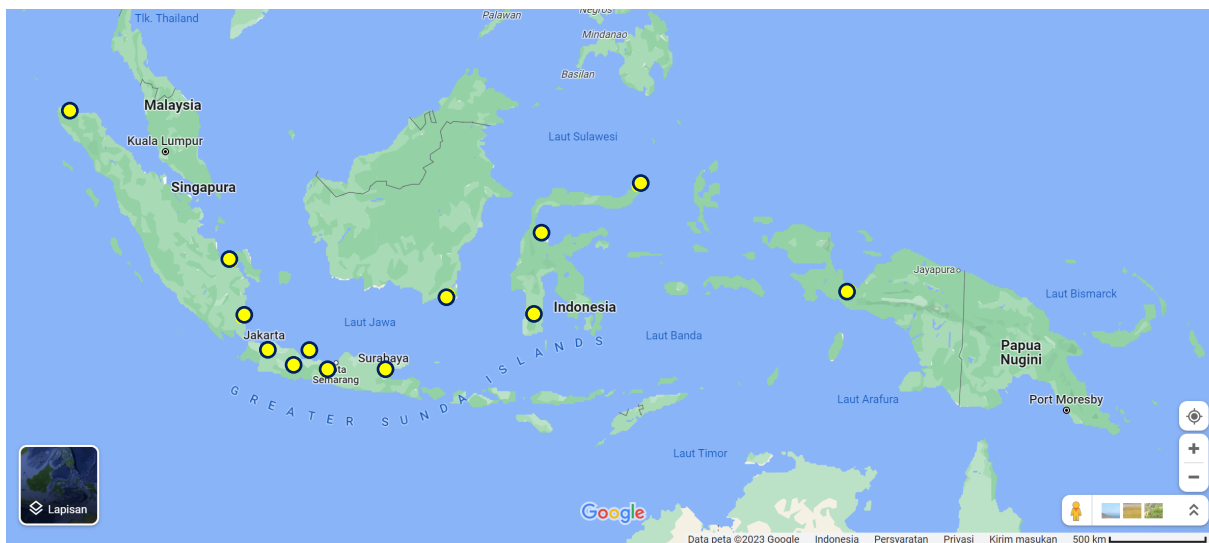 Palawan
Negros
Tlk. Thailand
Mindanao
Basilan
Malaysia
Laut Sulawesi
Kuala Lumpur
Singapura
Jayapura
Laut Bismarck
Indonesia
Laut Jawa
Jakarta
Laut Banda
Papua
Nugini
Surabaya
ta
Semarang
GREATER SUNDA ISLANDS
Laut Arafura
Port Moresby
Laut Timor
Lapisan
Google
Data peta ©2023 Google Indonesia Persyaratan Privasi Kirim masukan 500 km